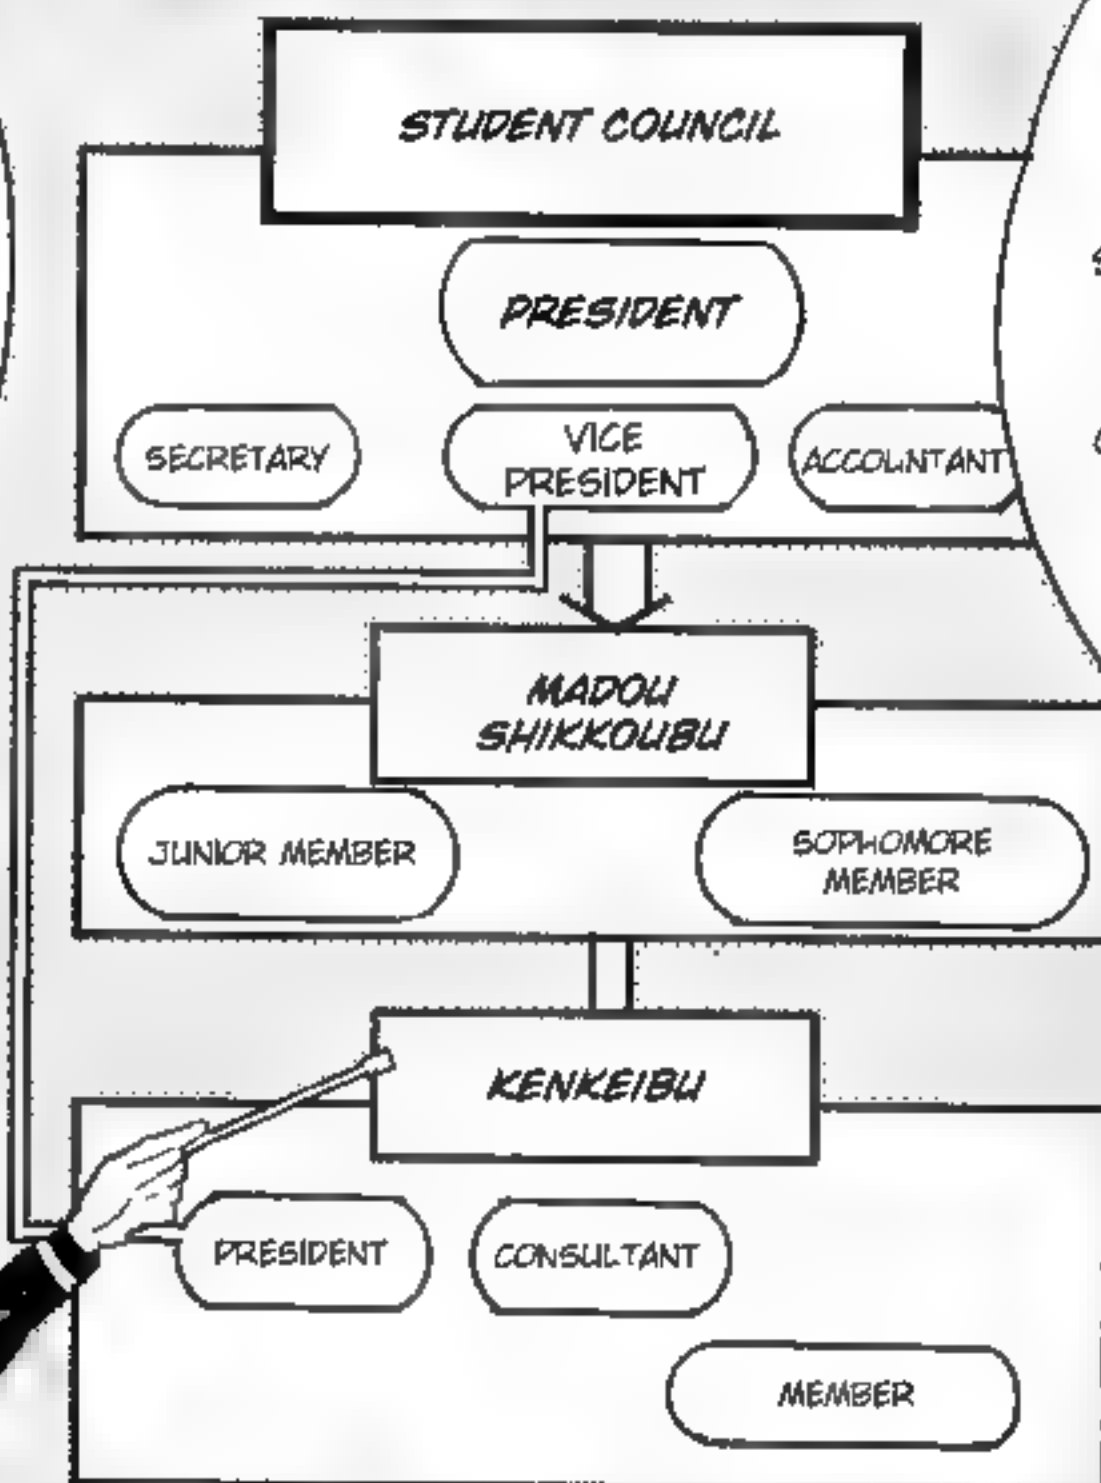 STUDENT COUNCIL
PRESIDENT
SECRETARY
VICE
PRESIDENT
ACCOUNTANT
MADOU
SHIKKOUBU
JUNIOR MEMBER
SOPHOMORE
MEMBER
KENKEIBU
PRESIDENT
CONSULTANT
MEMBER